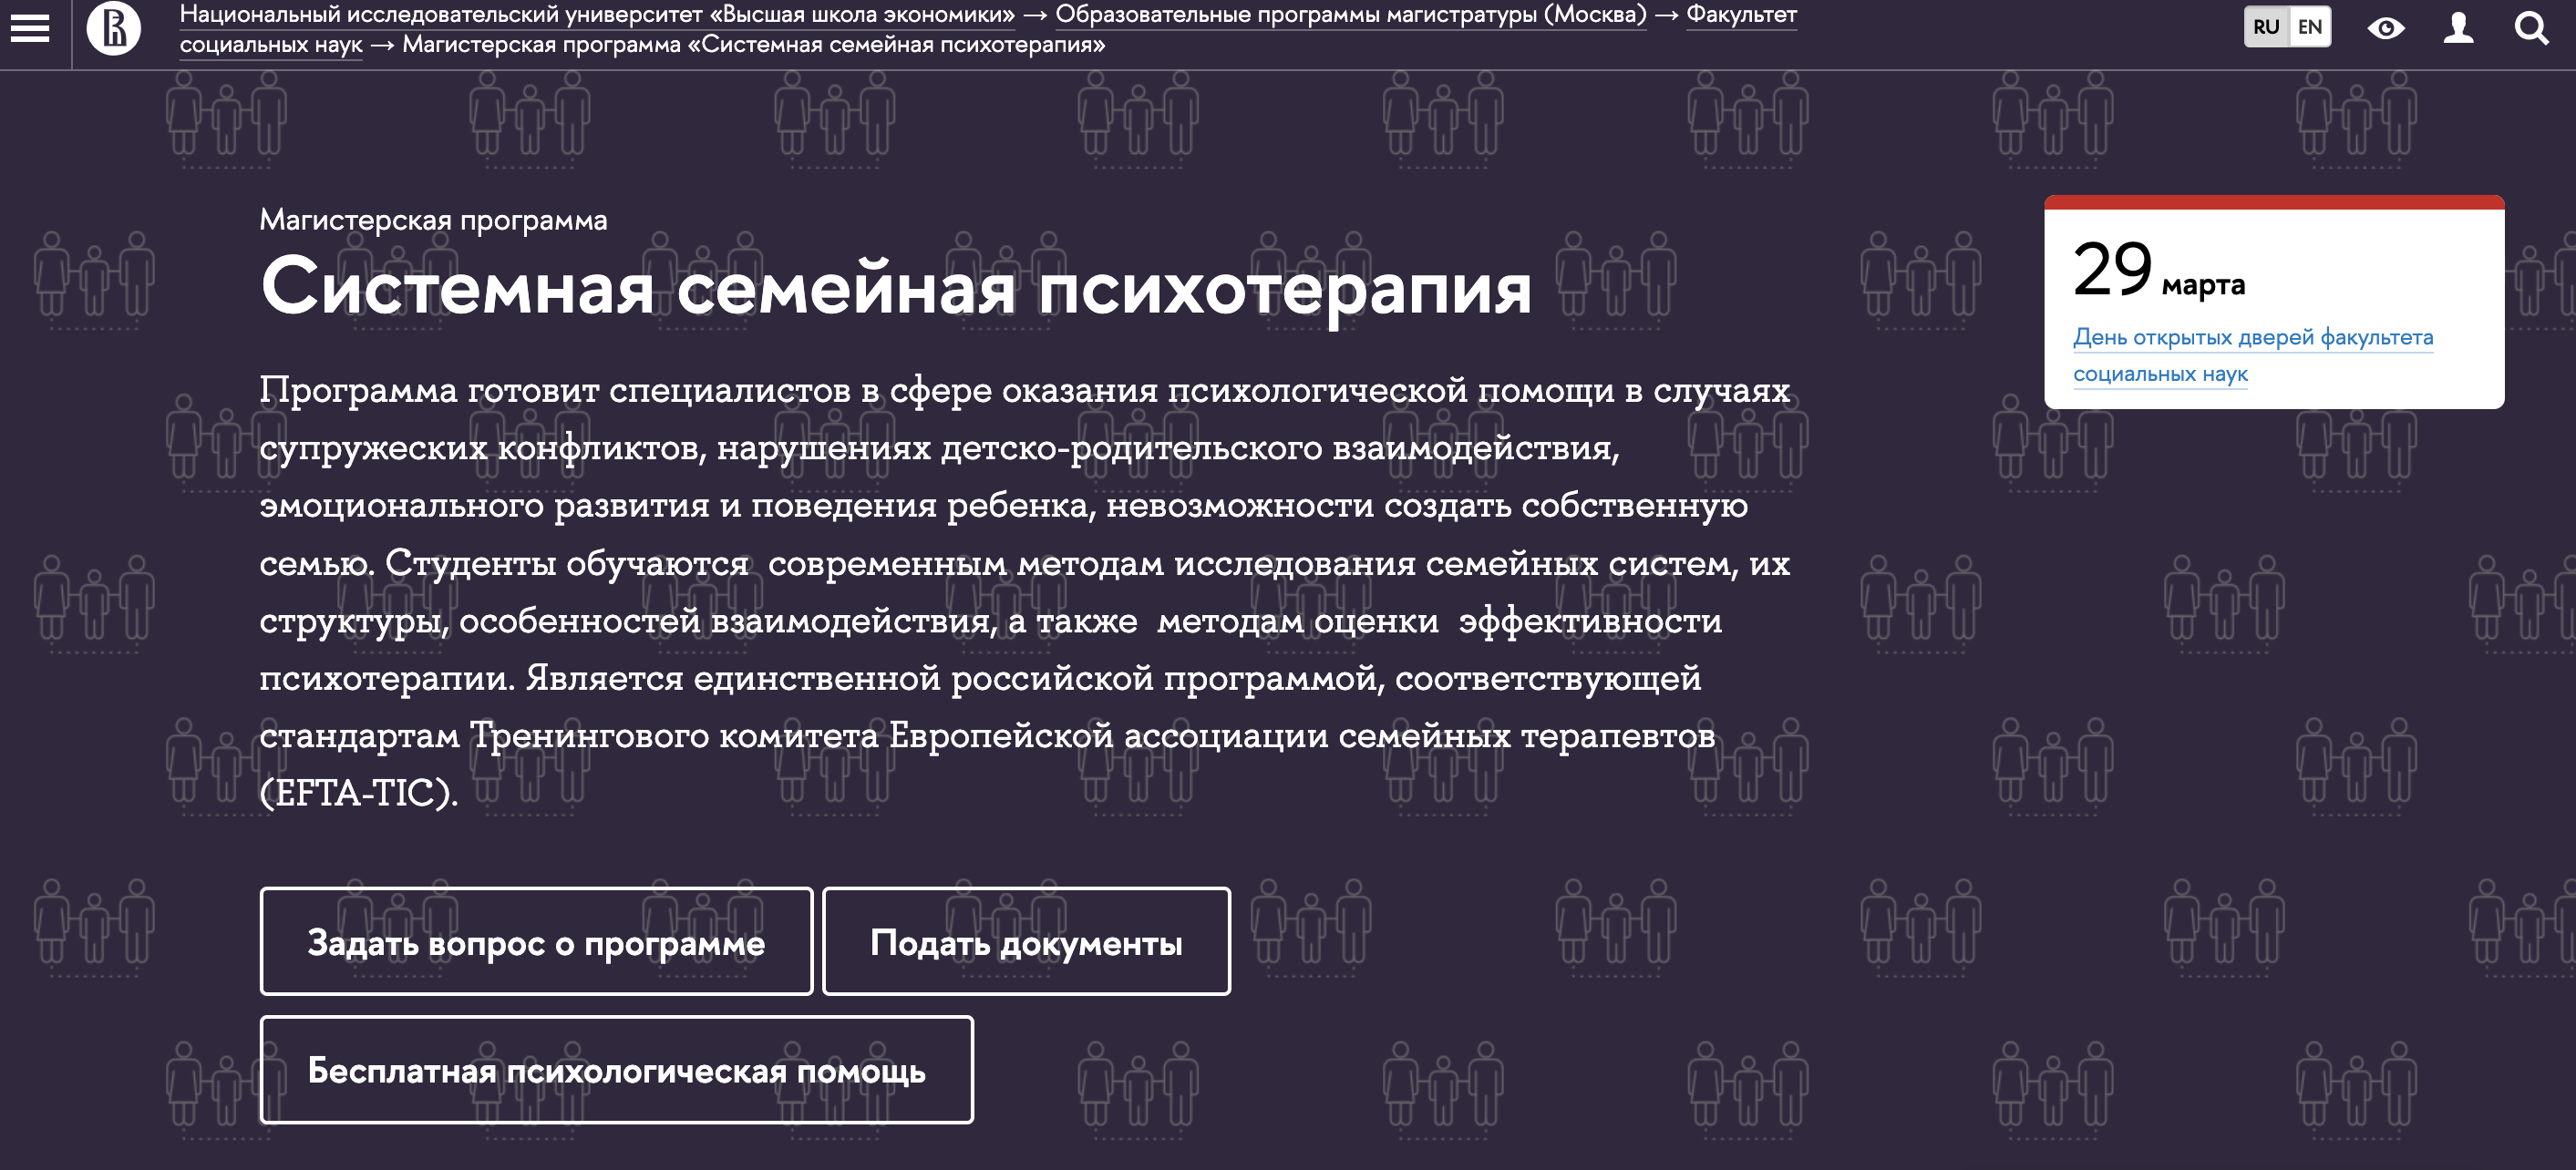 Национальный исследовательский университет «Высшая школа экономики» → Образовательные программы магистратуры (Москва) → Факультет
социальных наук → Магистерская программа «Системная семейная психотерапия»
RU EN
Магистерская программа
Системная семейная психотерапия
Программа готовит специалистов в сфере оказания психологической помощи в случаях
супружеских конфликтов, нарушениях детско-родительского взаимодействия,
эмоционального развития и поведения ребенка, невозможности создать собственную
семью. Студенты обучаются  современным методам исследования семейных систем, их
структуры, особенностей взаимодействия, а также  методам оценки  эффективности
психотерапии. Является единственной российской программой, соответствующей
стандартам Тренингового комитета Европейской ассоциации семейных терапевтов
(EFTA-TIC).
Задать вопрос о программе
Подать документы
Бесплатная психологическая помощь
29 марта
День открытых дверей факультета
социальных наук